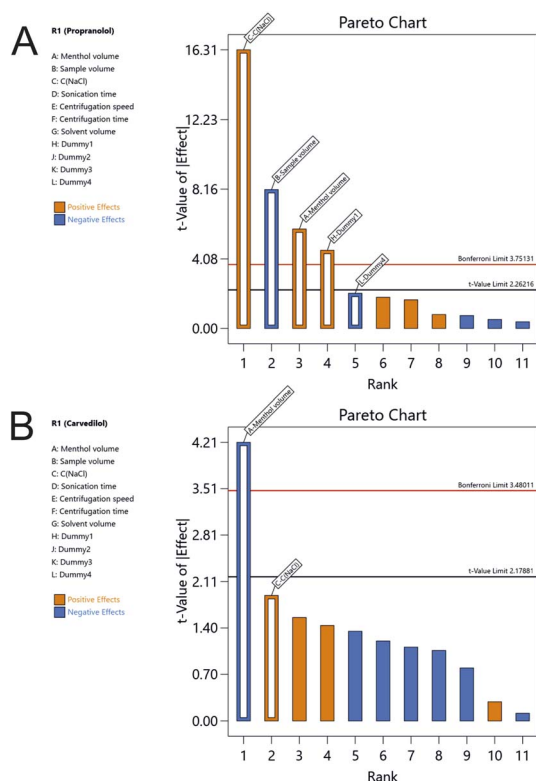 A
R1 (Propranolol)
A: Menthol volume
B: Sample volume
C: C(NaCl)
D: Sonication time
E: Centrifugation speed
F: Centrifugation time
G: Solvent volume
H: Dummy1
J: Dummy2
K: Dummy3
L: Dummy4
Positive Effects
Negative Effects
Pareto Chart
t-Value of |Effect|
16.31
12.23
8.16
4.08
0.00
C-C(NaCl)
B-Sample volume
A-Menthol volume
H-Dummy1
L-Dummy4
Bonferroni Limit 3.75131
t-Value Limit 2.26216
1 2 3 4 5 6 7 8 9 10 11
Rank
B
R1 (Carvedilol)
A: Menthol volume
B: Sample volume
C: C(NaCl)
D: Sonication time
E: Centrifugation speed
F: Centrifugation time
G: Solvent volume
H: Dummy1
J: Dummy2
K: Dummy3
L: Dummy4
Positive Effects
Negative Effects
Pareto Chart
t-Value of |Effect|
4.21
3.51
2.81
2.11
1.40
0.70
0.00
A-Menthol volume
C-C(NaCl)
Bonferroni Limit 3.48011
t-Value Limit 2.17881
1 2 3 4 5 6 7 8 9 10 11
Rank